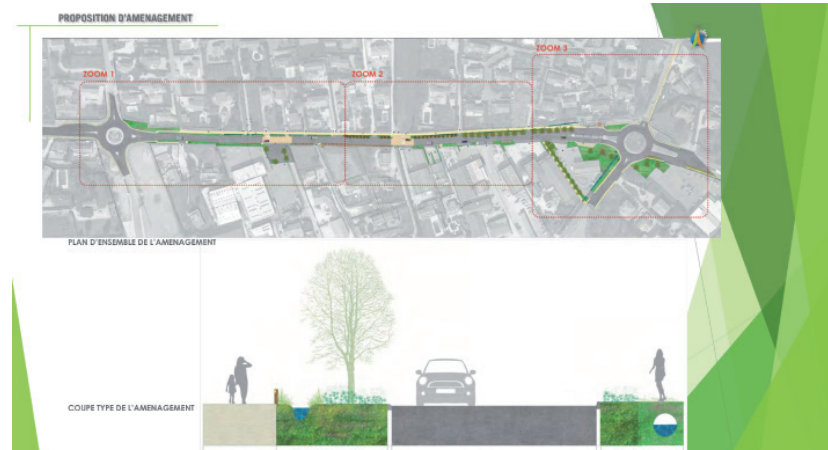 PROPOSITION D'AMENAGEMENT
ZOOM 1
ZOOM 2
ZOOM 3
PLAN D'ENSEMBLE DE L'AMENAGEMENT
COUPE TYPE DE L'AMENAGEMENT